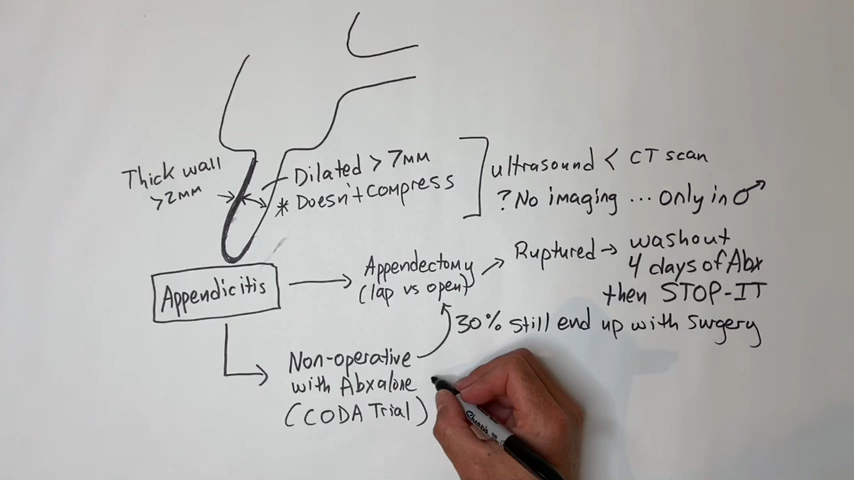 Thick wall
>2mm
Dilated > 7mm
* Doesn't compress
ultrasound < CT scan
? No imaging ... only in ♂
Appendicitis
Appendectomy
(lap vs open)
Ruptured → washout
4 days of Abx
then STOP-IT
30% still end up with surgery
Non-operative
with Abx alone
(CODA Trial)
Sharpie